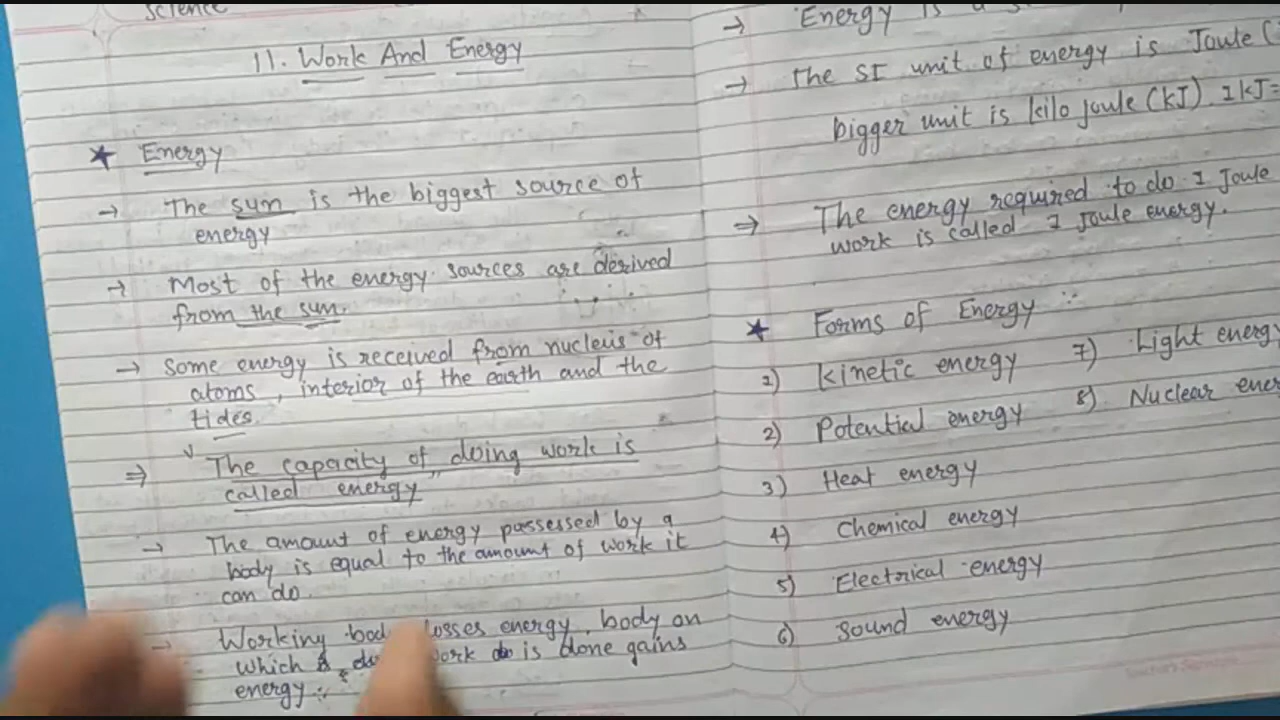 Science
11. Work And Energy
★ Energy
→ The sun is the biggest source of
energy
→ Most of the energy sources are derived
from the sun.
→ Some energy is received from nucleus of
atoms, interior of the earth and the
tides.
⇒ The capacity of doing work is
called energy
→ The amount of energy passessed by a
body is equal to the amount of work it
can do.
→ Working body losses energy, body on
which work is done gains
energy
→ Energy is a
→ The SI unit of energy is Joule (
bigger unit is kilo joule (kJ). 1 kJ =
⇒ The energy required to do 1 Joule
work is called 1 Joule energy.
★ Forms of Energy :-
1) Kinetic energy 7) Light energy
2) Potential energy 8) Nuclear ener
3) Heat energy
4) Chemical energy
5) Electrical energy
6) Sound energy